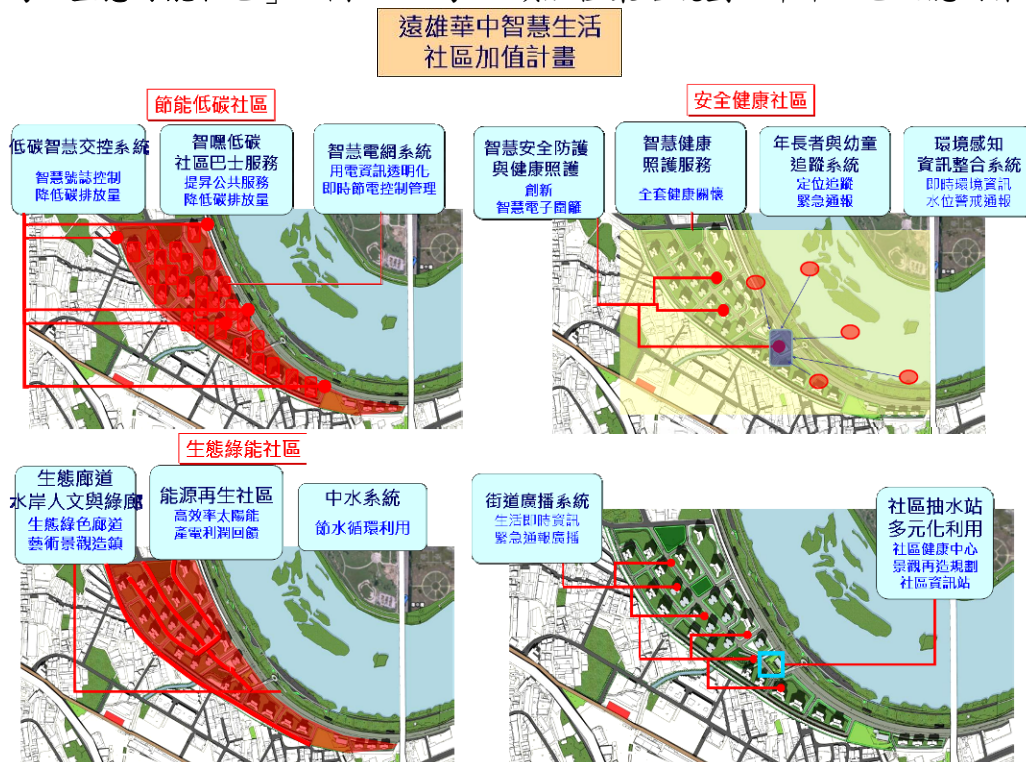 遠雄華中智慧生活
社區加值計畫
節能低碳社區
安全健康社區
低碳智慧交控系統
智慧號誌控制
降低碳排放量
智嘿低碳
社區巴士服務
提昇公共服務
降低碳排放量
智慧電網系統
用電資訊透明化
即時節電控制管理
智慧安全防護
與健康照護
創新
智慧電子圍籬
智慧健康
照護服務
全套健康關懷
年長者與幼童
追蹤系統
定位追蹤
緊急通報
環境感知
資訊整合系統
即時環境資訊
水位警戒通報
生態綠能社區
生態廊道
水岸人文與綠廊
生態綠色廊道
藝術景觀造鎮
能源再生社區
高效率太陽能
產電利潤回饋
中水系統
節水循環利用
街道廣播系統
生活即時資訊
緊急通報廣播
社區抽水站
多元化利用
社區健康中心
景觀再造規劃
社區資訊站